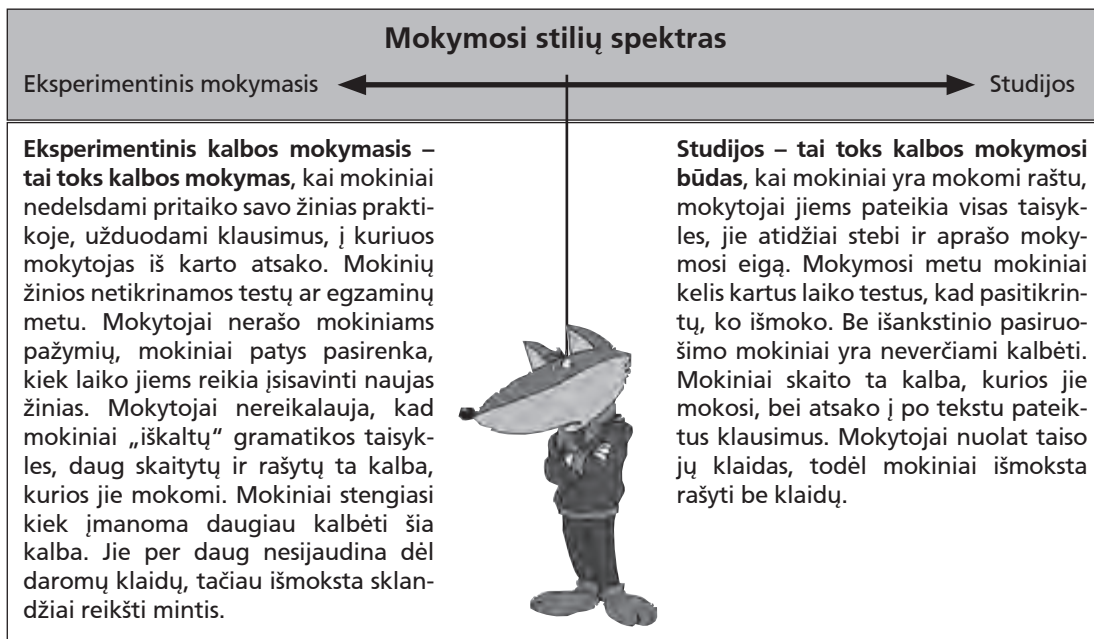 Mokymosi stilių spektras
Eksperimentinis mokymasis
Studijos
Eksperimentinis kalbos mokymasis –
tai toks kalbos mokymas, kai mokiniai
nedelsdami pritaiko savo žinias prakti-
koje, užduodami klausimus, į kuriuos
mokytojas iš karto atsako. Mokinių
žinios netikrinamos testų ar egzaminų
metu. Mokytojai nerašo mokiniams
pažymių, mokiniai patys pasirenka,
kiek laiko jiems reikia įsisavinti naujas
žinias. Mokytojai nereikalauja, kad
mokiniai „iškaltų“ gramatikos taisyk-
les, daug skaitytų ir rašytų ta kalba,
kurios jie mokomi. Mokiniai stengiasi
kiek įmanoma daugiau kalbėti šia
kalba. Jie per daug nesijaudina dėl
daromų klaidų, tačiau išmoksta sklan-
džiai reikšti mintis.
Studijos – tai toks kalbos mokymosi
būdas, kai mokiniai yra mokomi raštu,
mokytojai jiems pateikia visas taisyk-
les, jie atidžiai stebi ir aprašo moky-
mosi eigą. Mokymosi metu mokiniai
kelis kartus laiko testus, kad pasitikrin-
tų, ko išmoko. Be išankstinio pasiruo-
šimo mokiniai yra neverčiami kalbėti.
Mokiniai skaito ta kalba, kurios jie
mokosi, bei atsako į po tekstu pateik-
tus klausimus. Mokytojai nuolat taiso
jų klaidas, todėl mokiniai išmoksta
rašyti be klaidų.